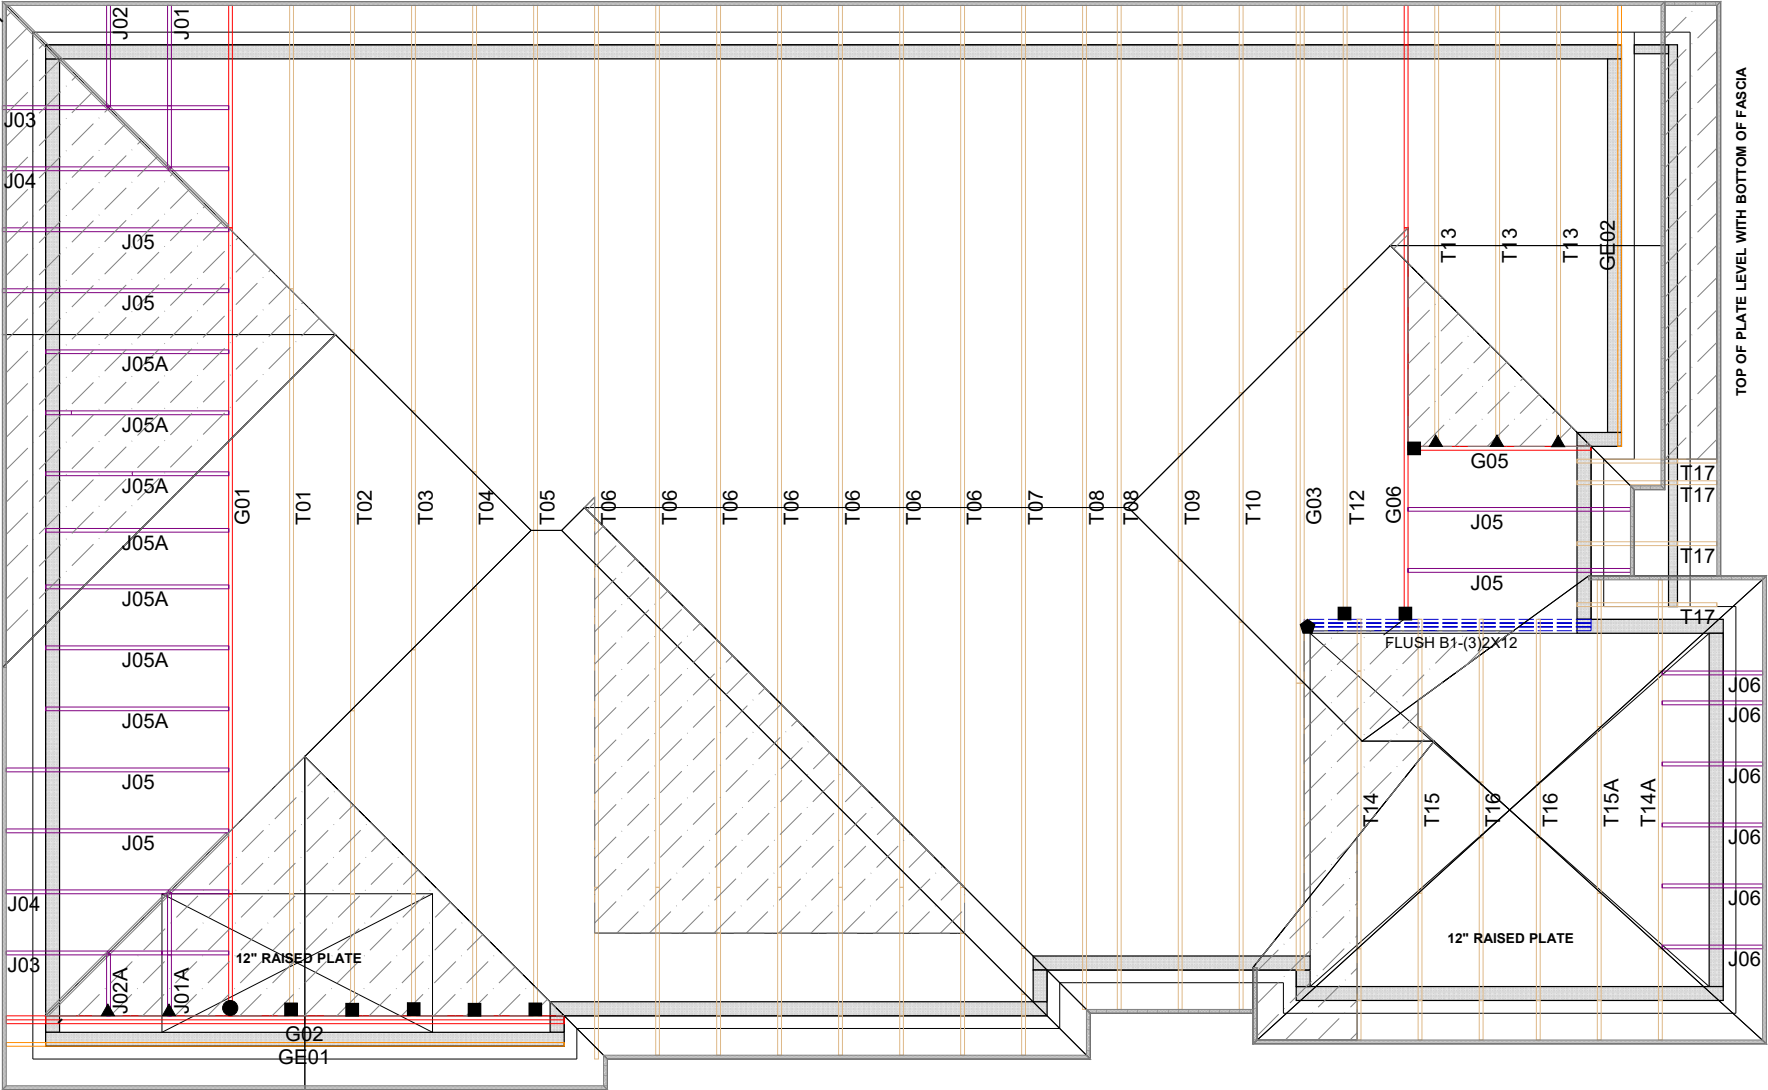 J02
J01
J03
J04
J05
J05
J05A
J05A
J05A
J05A
J05A
J05A
J05A
J05
J05
J04
J03
J02A
J01A
G01
T01
T02
T03
T04
T05
T06
T06
T06
T06
T06
T06
T06
T07
T08
T08
T09
T10
G03
T12
G06
T13
T13
T13
GE02
TOP OF PLATE LEVEL WITH BOTTOM OF FASCIA
G05
J05
J05
T17
T17
T17
T17
FLUSH B1-(3)2X12
T14
T15
T16
T16
T15A
T14A
J06
J06
J06
J06
J06
J06
12" RAISED PLATE
12" RAISED PLATE
G02
GE01